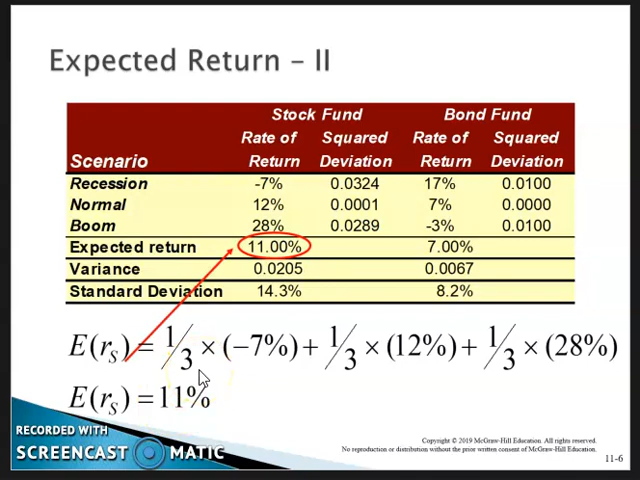 Expected Return – II
Stock Fund Bond Fund
Rate of Squared Rate of Squared
Scenario Return Deviation Return Deviation
Recession -7% 0.0324 17% 0.0100
Normal 12% 0.0001 7% 0.0000
Boom 28% 0.0289 -3% 0.0100
Expected return 11.00% 7.00%
Variance 0.0205 0.0067
Standard Deviation 14.3% 8.2%
E(r_S) = 1/3 × (−7%) + 1/3 × (12%) + 1/3 × (28%)
E(r_S) = 11%
RECORDED WITH
SCREENCAST MATIC
Copyright © 2019 McGraw-Hill Education. All rights reserved.
No reproduction or distribution without the prior written consent of McGraw-Hill Education.
11-6